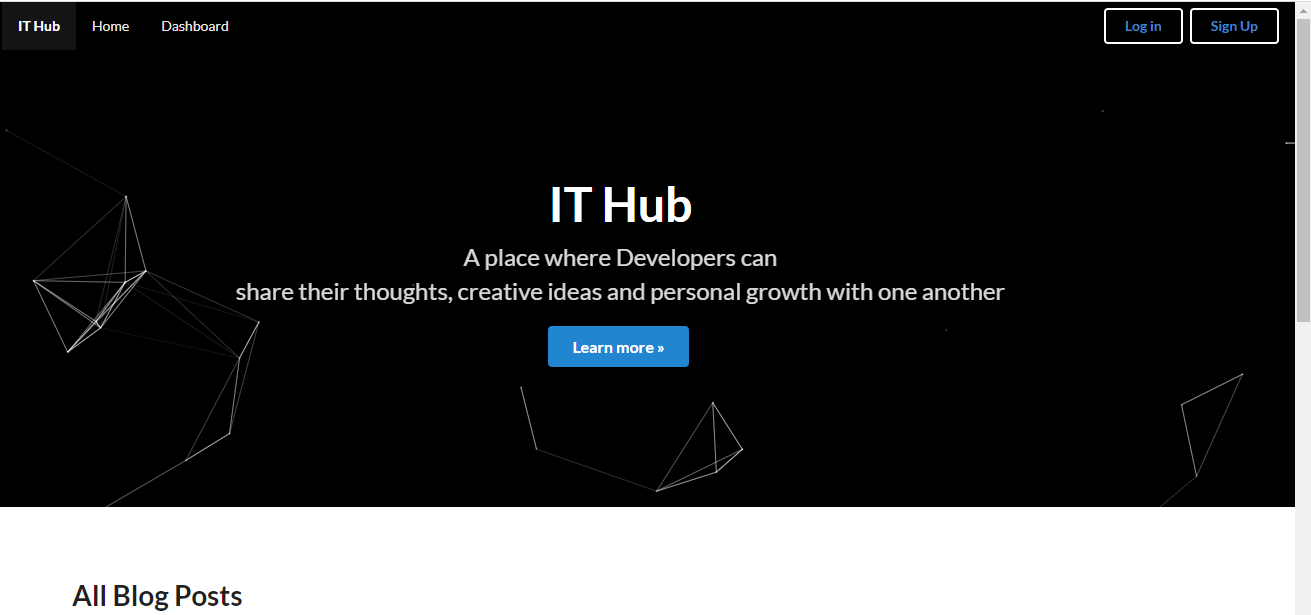 IT Hub Home Dashboard Log in Sign Up
IT Hub
A place where Developers can
share their thoughts, creative ideas and personal growth with one another
Learn more »
All Blog Posts